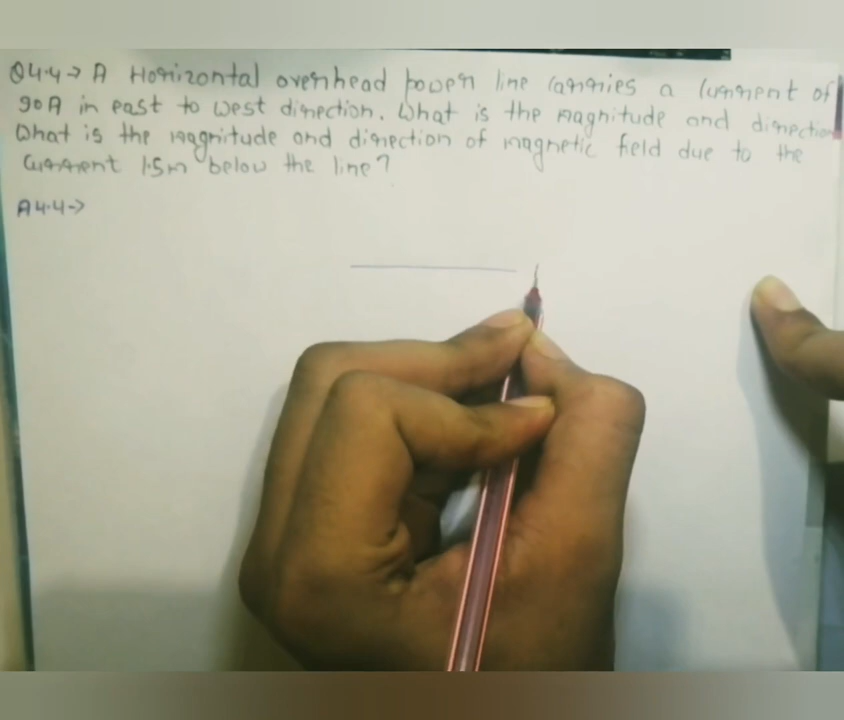 Q4.4→ A Horizontal overhead power line carries a current of
90A in east to west direction. What is the magnitude and direction
What is the magnitude and direction of magnetic field due to the
Current 1.5m below the line?
A4.4→